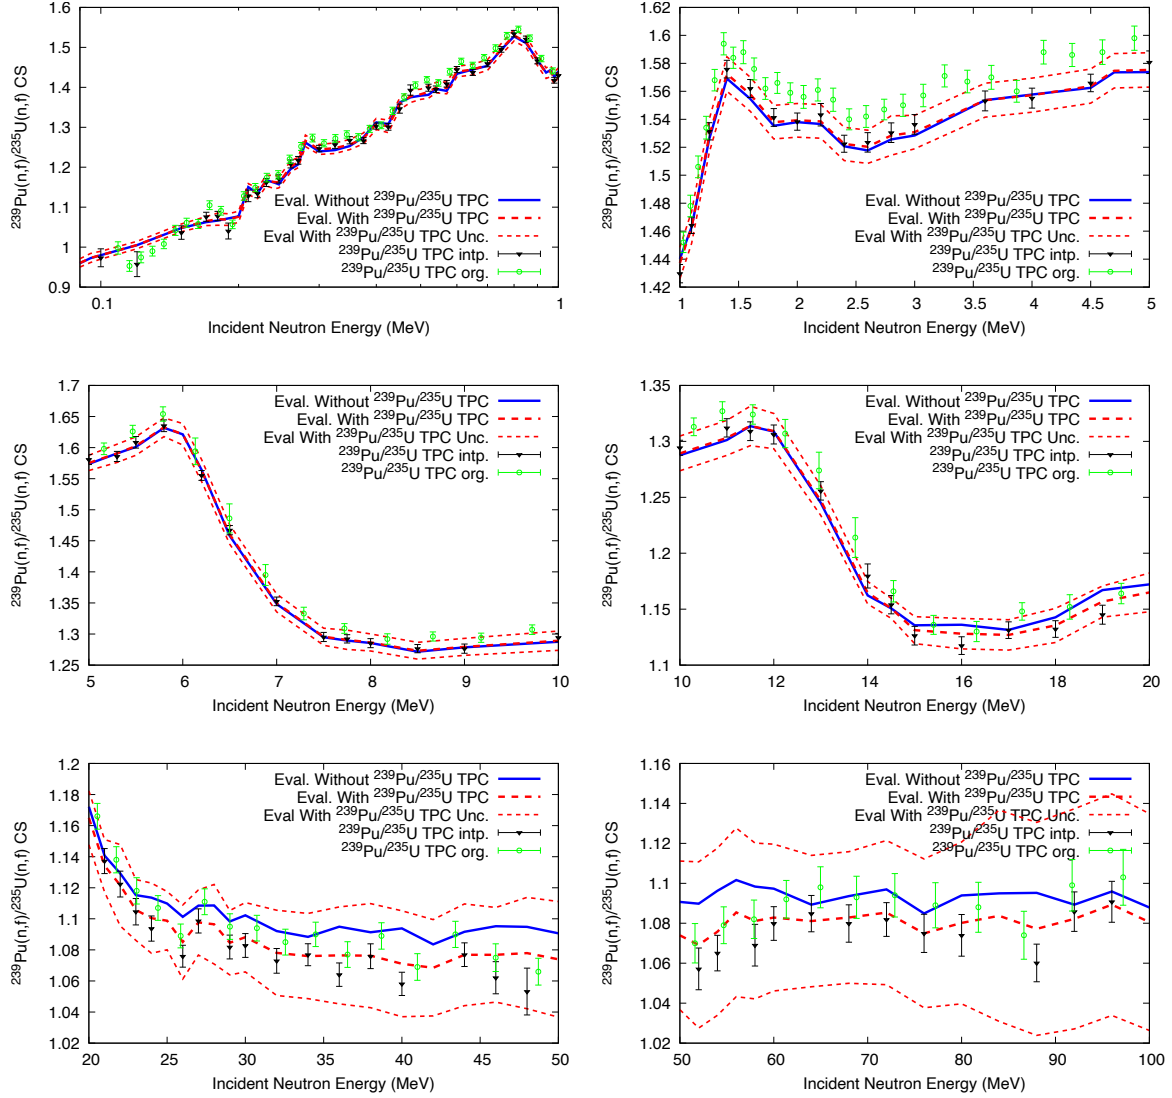 1.6
1.5
1.4
1.3
1.2
1.1
1
0.9
0.1
1
²³⁹Pu(n,f)/²³⁵U(n,f) CS
Incident Neutron Energy (MeV)
Eval. Without ²³⁹Pu/²³⁵U TPC
Eval. With ²³⁹Pu/²³⁵U TPC
Eval With ²³⁹Pu/²³⁵U TPC Unc.
²³⁹Pu/²³⁵U TPC intp.
²³⁹Pu/²³⁵U TPC org.
1.62
1.6
1.58
1.56
1.54
1.52
1.5
1.48
1.46
1.44
1.42
1 1.5 2 2.5 3 3.5 4 4.5 5
²³⁹Pu(n,f)/²³⁵U(n,f) CS
Incident Neutron Energy (MeV)
Eval. Without ²³⁹Pu/²³⁵U TPC
Eval. With ²³⁹Pu/²³⁵U TPC
Eval With ²³⁹Pu/²³⁵U TPC Unc.
²³⁹Pu/²³⁵U TPC intp.
²³⁹Pu/²³⁵U TPC org.
1.7
1.65
1.6
1.55
1.5
1.45
1.4
1.35
1.3
1.25
5 6 7 8 9 10
²³⁹Pu(n,f)/²³⁵U(n,f) CS
Incident Neutron Energy (MeV)
Eval. Without ²³⁹Pu/²³⁵U TPC
Eval. With ²³⁹Pu/²³⁵U TPC
Eval With ²³⁹Pu/²³⁵U TPC Unc.
²³⁹Pu/²³⁵U TPC intp.
²³⁹Pu/²³⁵U TPC org.
1.35
1.3
1.25
1.2
1.15
1.1
10 12 14 16 18 20
²³⁹Pu(n,f)/²³⁵U(n,f) CS
Incident Neutron Energy (MeV)
Eval. Without ²³⁹Pu/²³⁵U TPC
Eval. With ²³⁹Pu/²³⁵U TPC
Eval With ²³⁹Pu/²³⁵U TPC Unc.
²³⁹Pu/²³⁵U TPC intp.
²³⁹Pu/²³⁵U TPC org.
1.2
1.18
1.16
1.14
1.12
1.1
1.08
1.06
1.04
1.02
20 25 30 35 40 45 50
²³⁹Pu(n,f)/²³⁵U(n,f) CS
Incident Neutron Energy (MeV)
Eval. Without ²³⁹Pu/²³⁵U TPC
Eval. With ²³⁹Pu/²³⁵U TPC
Eval With ²³⁹Pu/²³⁵U TPC Unc.
²³⁹Pu/²³⁵U TPC intp.
²³⁹Pu/²³⁵U TPC org.
1.16
1.14
1.12
1.1
1.08
1.06
1.04
1.02
50 60 70 80 90 100
²³⁹Pu(n,f)/²³⁵U(n,f) CS
Incident Neutron Energy (MeV)
Eval. Without ²³⁹Pu/²³⁵U TPC
Eval. With ²³⁹Pu/²³⁵U TPC
Eval With ²³⁹Pu/²³⁵U TPC Unc.
²³⁹Pu/²³⁵U TPC intp.
²³⁹Pu/²³⁵U TPC org.